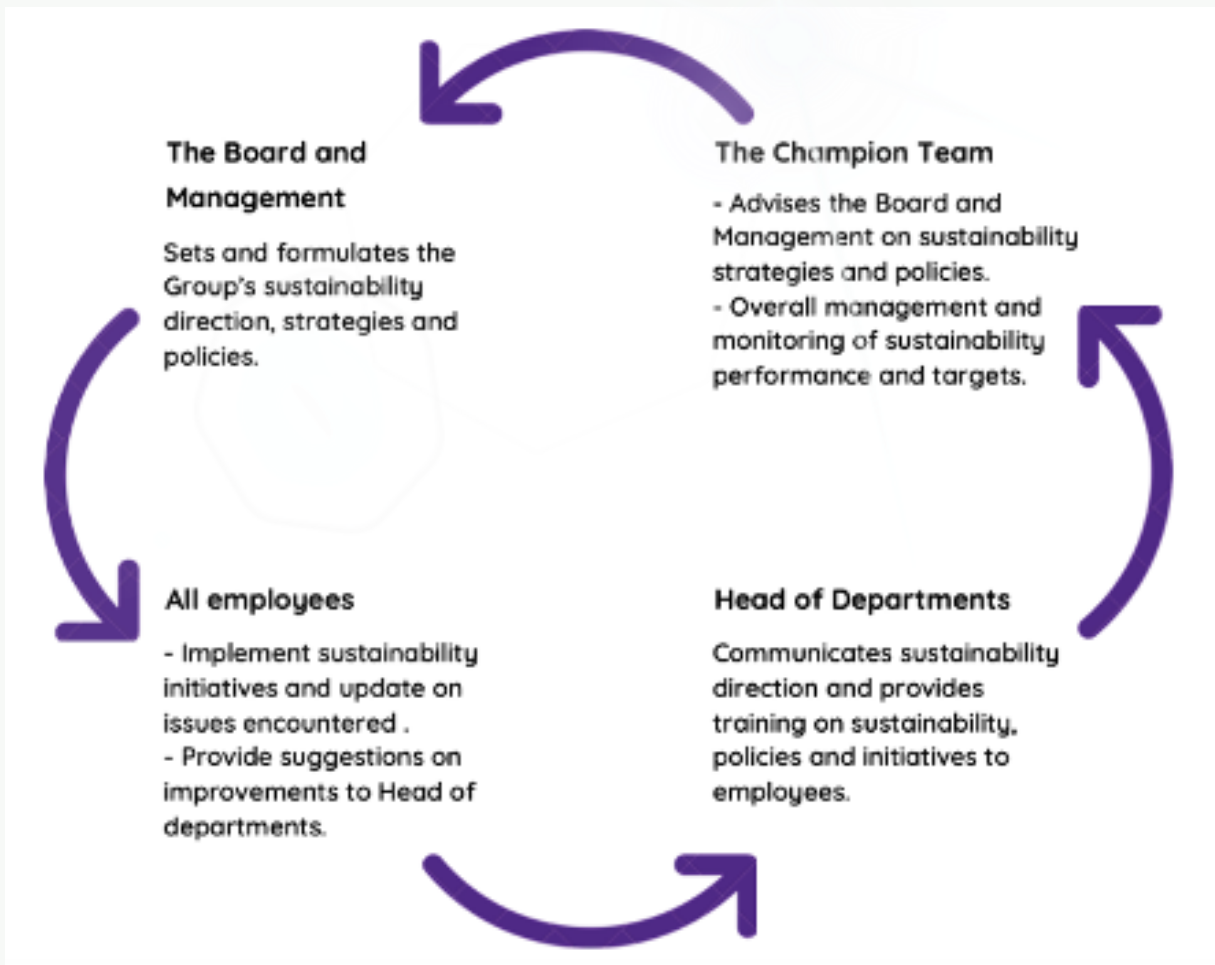 The Board and
Management
Sets and formulates the
Group's sustainability
direction, strategies and
policies.
The Champion Team
- Advises the Board and
Management on sustainability
strategies and policies.
- Overall management and
monitoring of sustainability
performance and targets.
All employees
- Implement sustainability
initiatives and update on
issues encountered .
- Provide suggestions on
improvements to Head of
departments.
Head of Departments
Communicates sustainability
direction and provides
training on sustainability,
policies and initiatives to
employees.